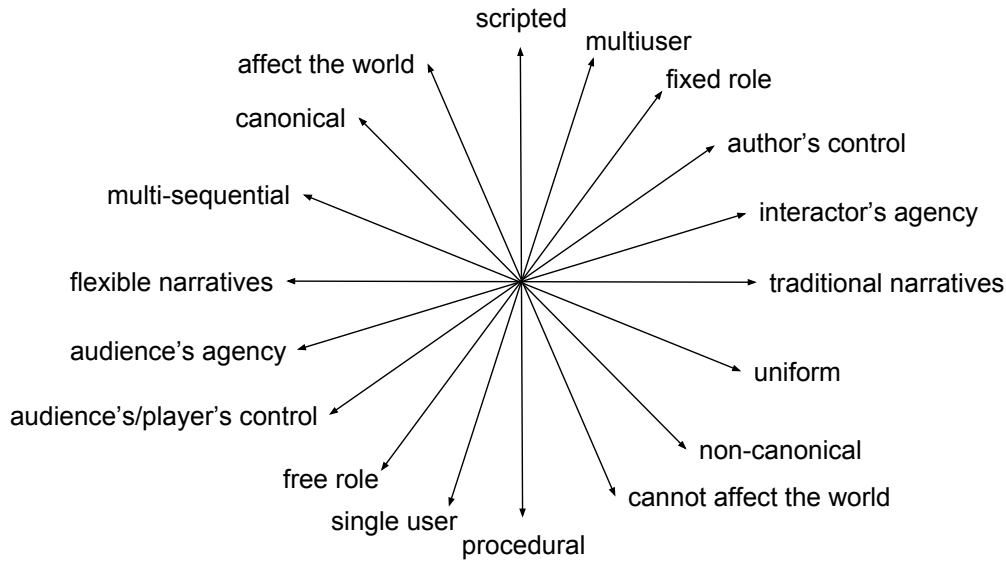 scripted
multiuser
affect the world
fixed role
canonical
author’s control
multi-sequential
interactor’s agency
flexible narratives
traditional narratives
audience’s agency
uniform
audience’s/player’s control
non-canonical
free role
cannot affect the world
single user
procedural